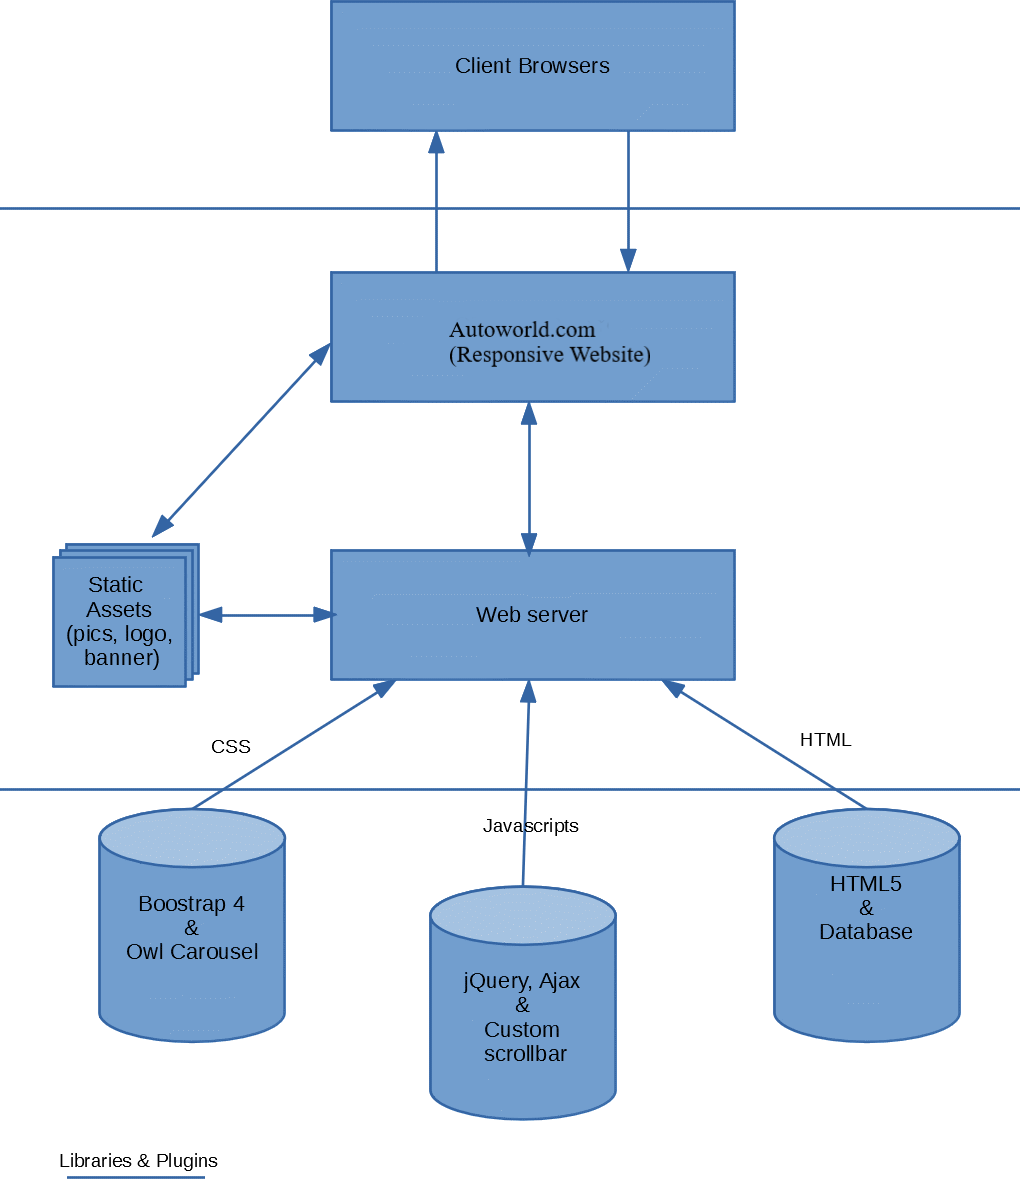 Client Browsers
Autoworld.com
(Responsive Website)
Static
Assets
(pics, logo,
banner)
Web server
CSS
HTML
Javascripts
Boostrap 4
&
Owl Carousel
jQuery, Ajax
&
Custom
scrollbar
HTML5
&
Database
Libraries & Plugins